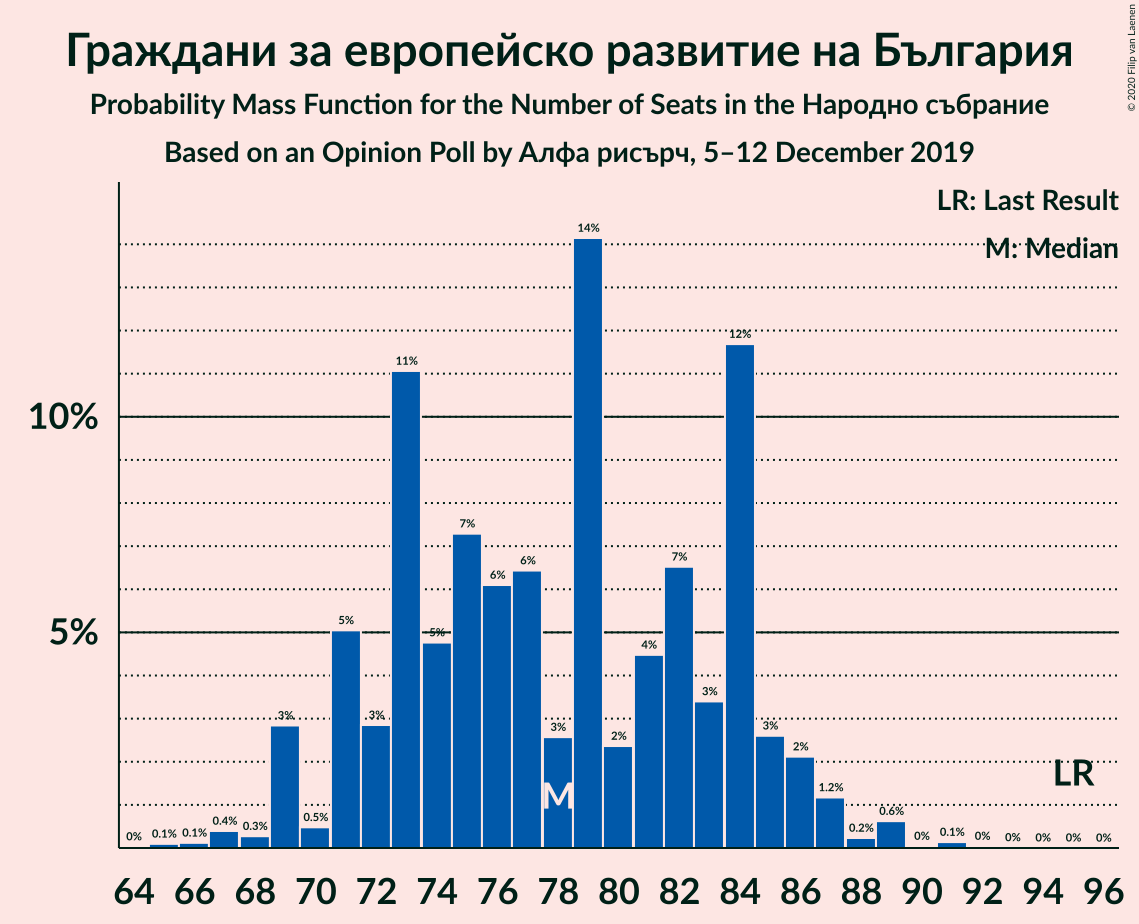 Граждани за европейско развитие на България
Probability Mass Function for the Number of Seats in the Народно събрание
Based on an Opinion Poll by Алфа рисърч, 5–12 December 2019
© 2020 Filip van Laenen
LR: Last Result
M: Median
10%
5%
0% 0.1% 0.1% 0.4% 0.3% 3% 0.5% 5% 3% 11% 5% 7% 6% 6% 3% 14% 2% 4% 7% 3% 12% 3% 2% 1.2% 0.2% 0.6% 0% 0.1% 0% 0% 0% 0% 0%
M
LR
64 66 68 70 72 74 76 78 80 82 84 86 88 90 92 94 96